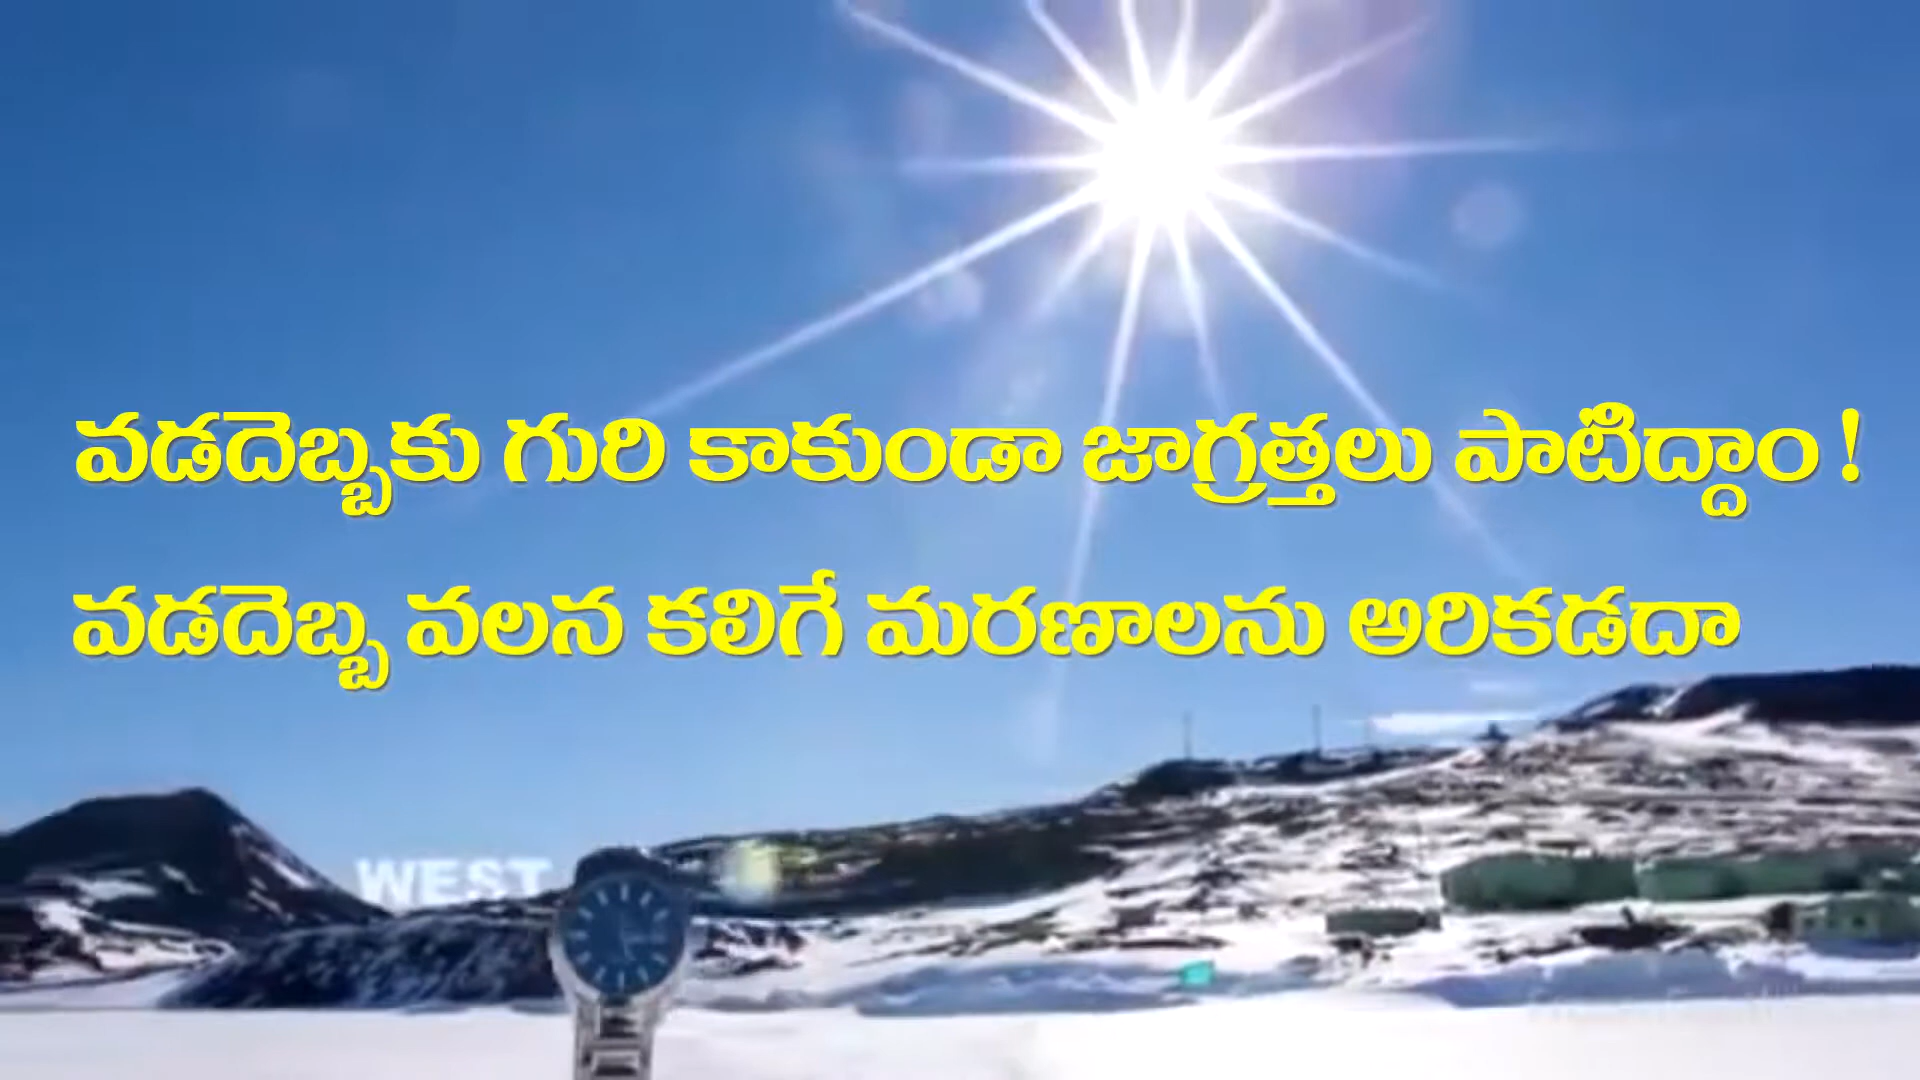 వడదెబ్బకు గురి కాకుండా జాగ్రత్తలు పాటిద్దాం !
వడదెబ్బ వలన కలిగే మరణాలను అరికడదా
WEST